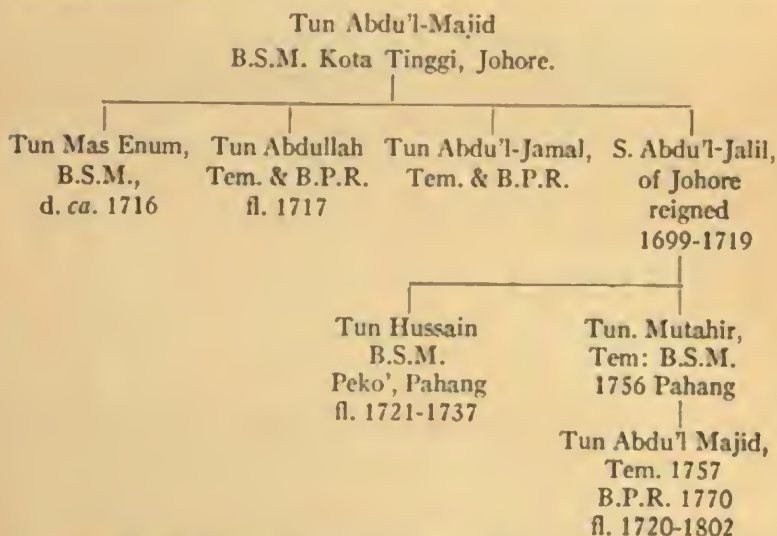 Tun Abdu'l-Majid
B.S.M. Kota Tinggi, Johore.
Tun Mas Enum,
B.S.M.,
d. ca. 1716
Tun Abdullah
Tem. & B.P.R.
fl. 1717
Tun Abdu'l-Jamal,
Tem. & B.P.R.
S. Abdu'l-Jalil,
of Johore
reigned
1699-1719
Tun Hussain
B.S.M.
Peko', Pahang
fl. 1721-1737
Tun. Mutahir,
Tem: B.S.M.
1756 Pahang
Tun Abdu'l Majid,
Tem. 1757
B.P.R. 1770
fl. 1720-1802